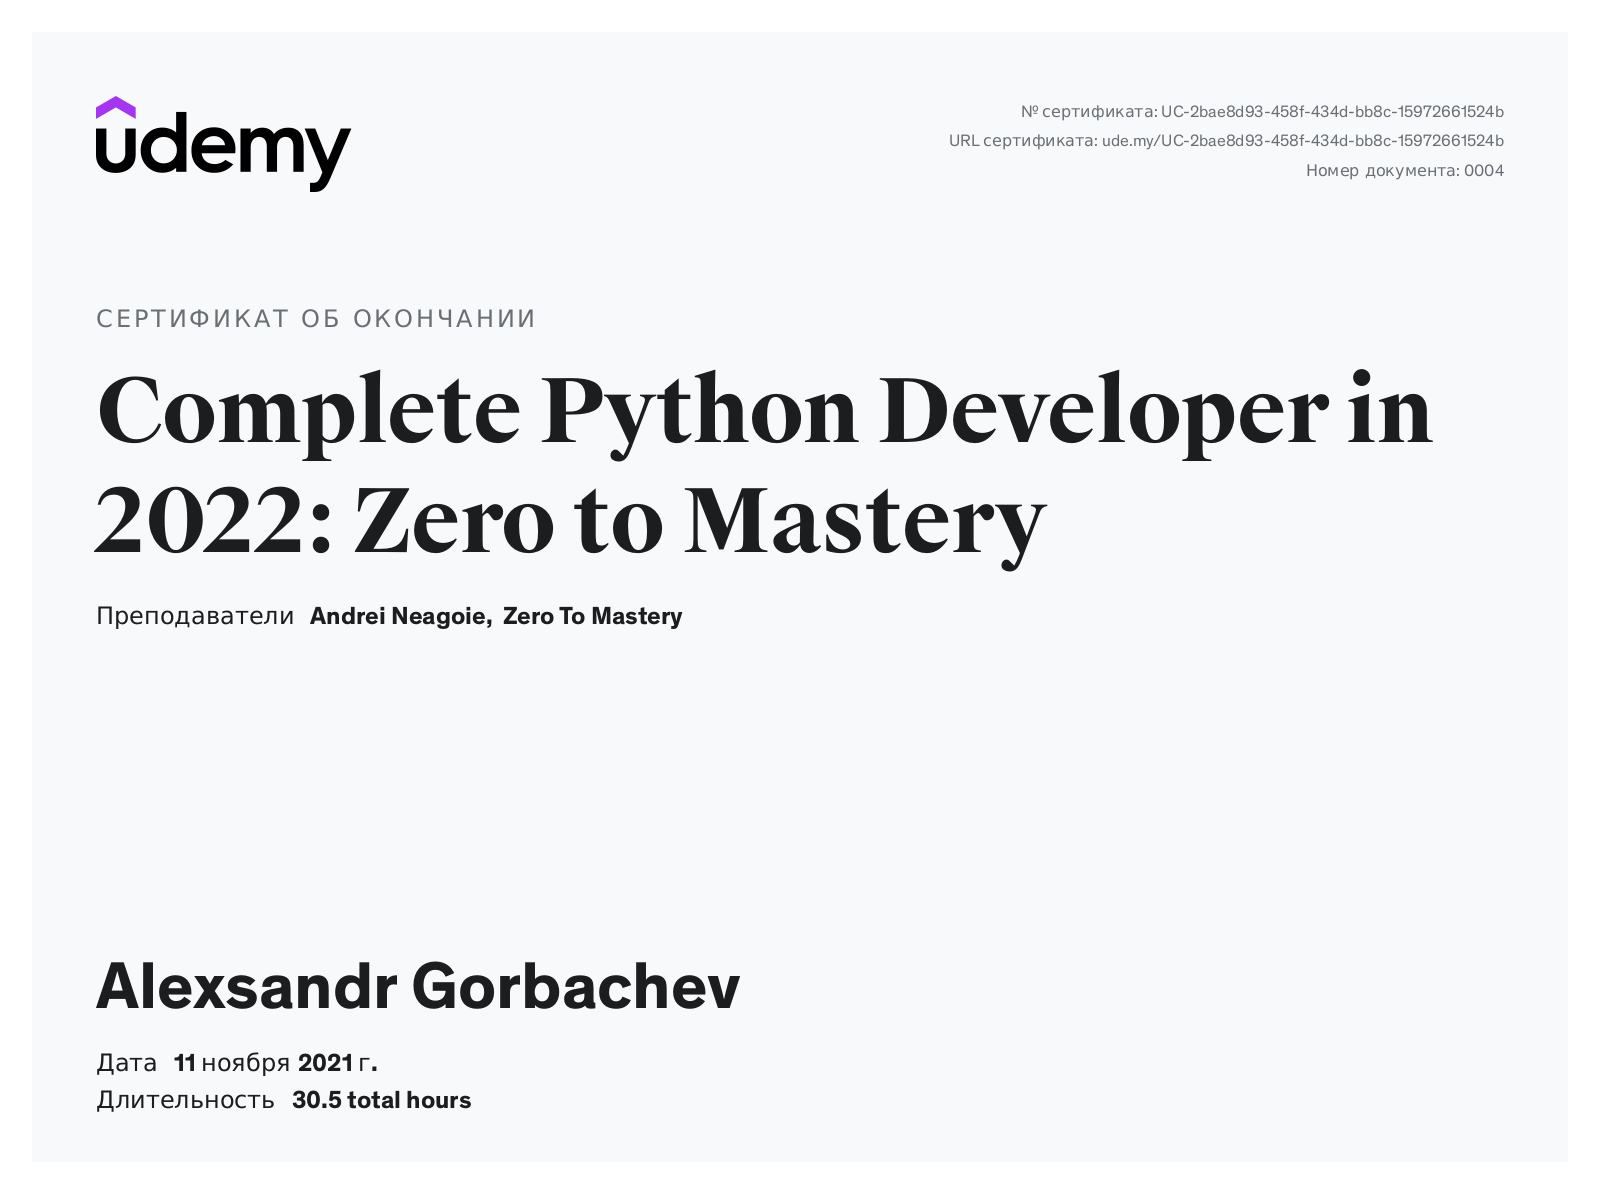 udemy
№ сертификата: UC-2bae8d93-458f-434d-bb8c-15972661524b
URL сертификата: ude.my/UC-2bae8d93-458f-434d-bb8c-15972661524b
Номер документа: 0004
СЕРТИФИКАТ ОБ ОКОНЧАНИИ
Complete Python Developer in
2022: Zero to Mastery
Преподаватели Andrei Neagoie, Zero To Mastery
Alexsandr Gorbachev
Дата 11 ноября 2021 г.
Длительность 30.5 total hours